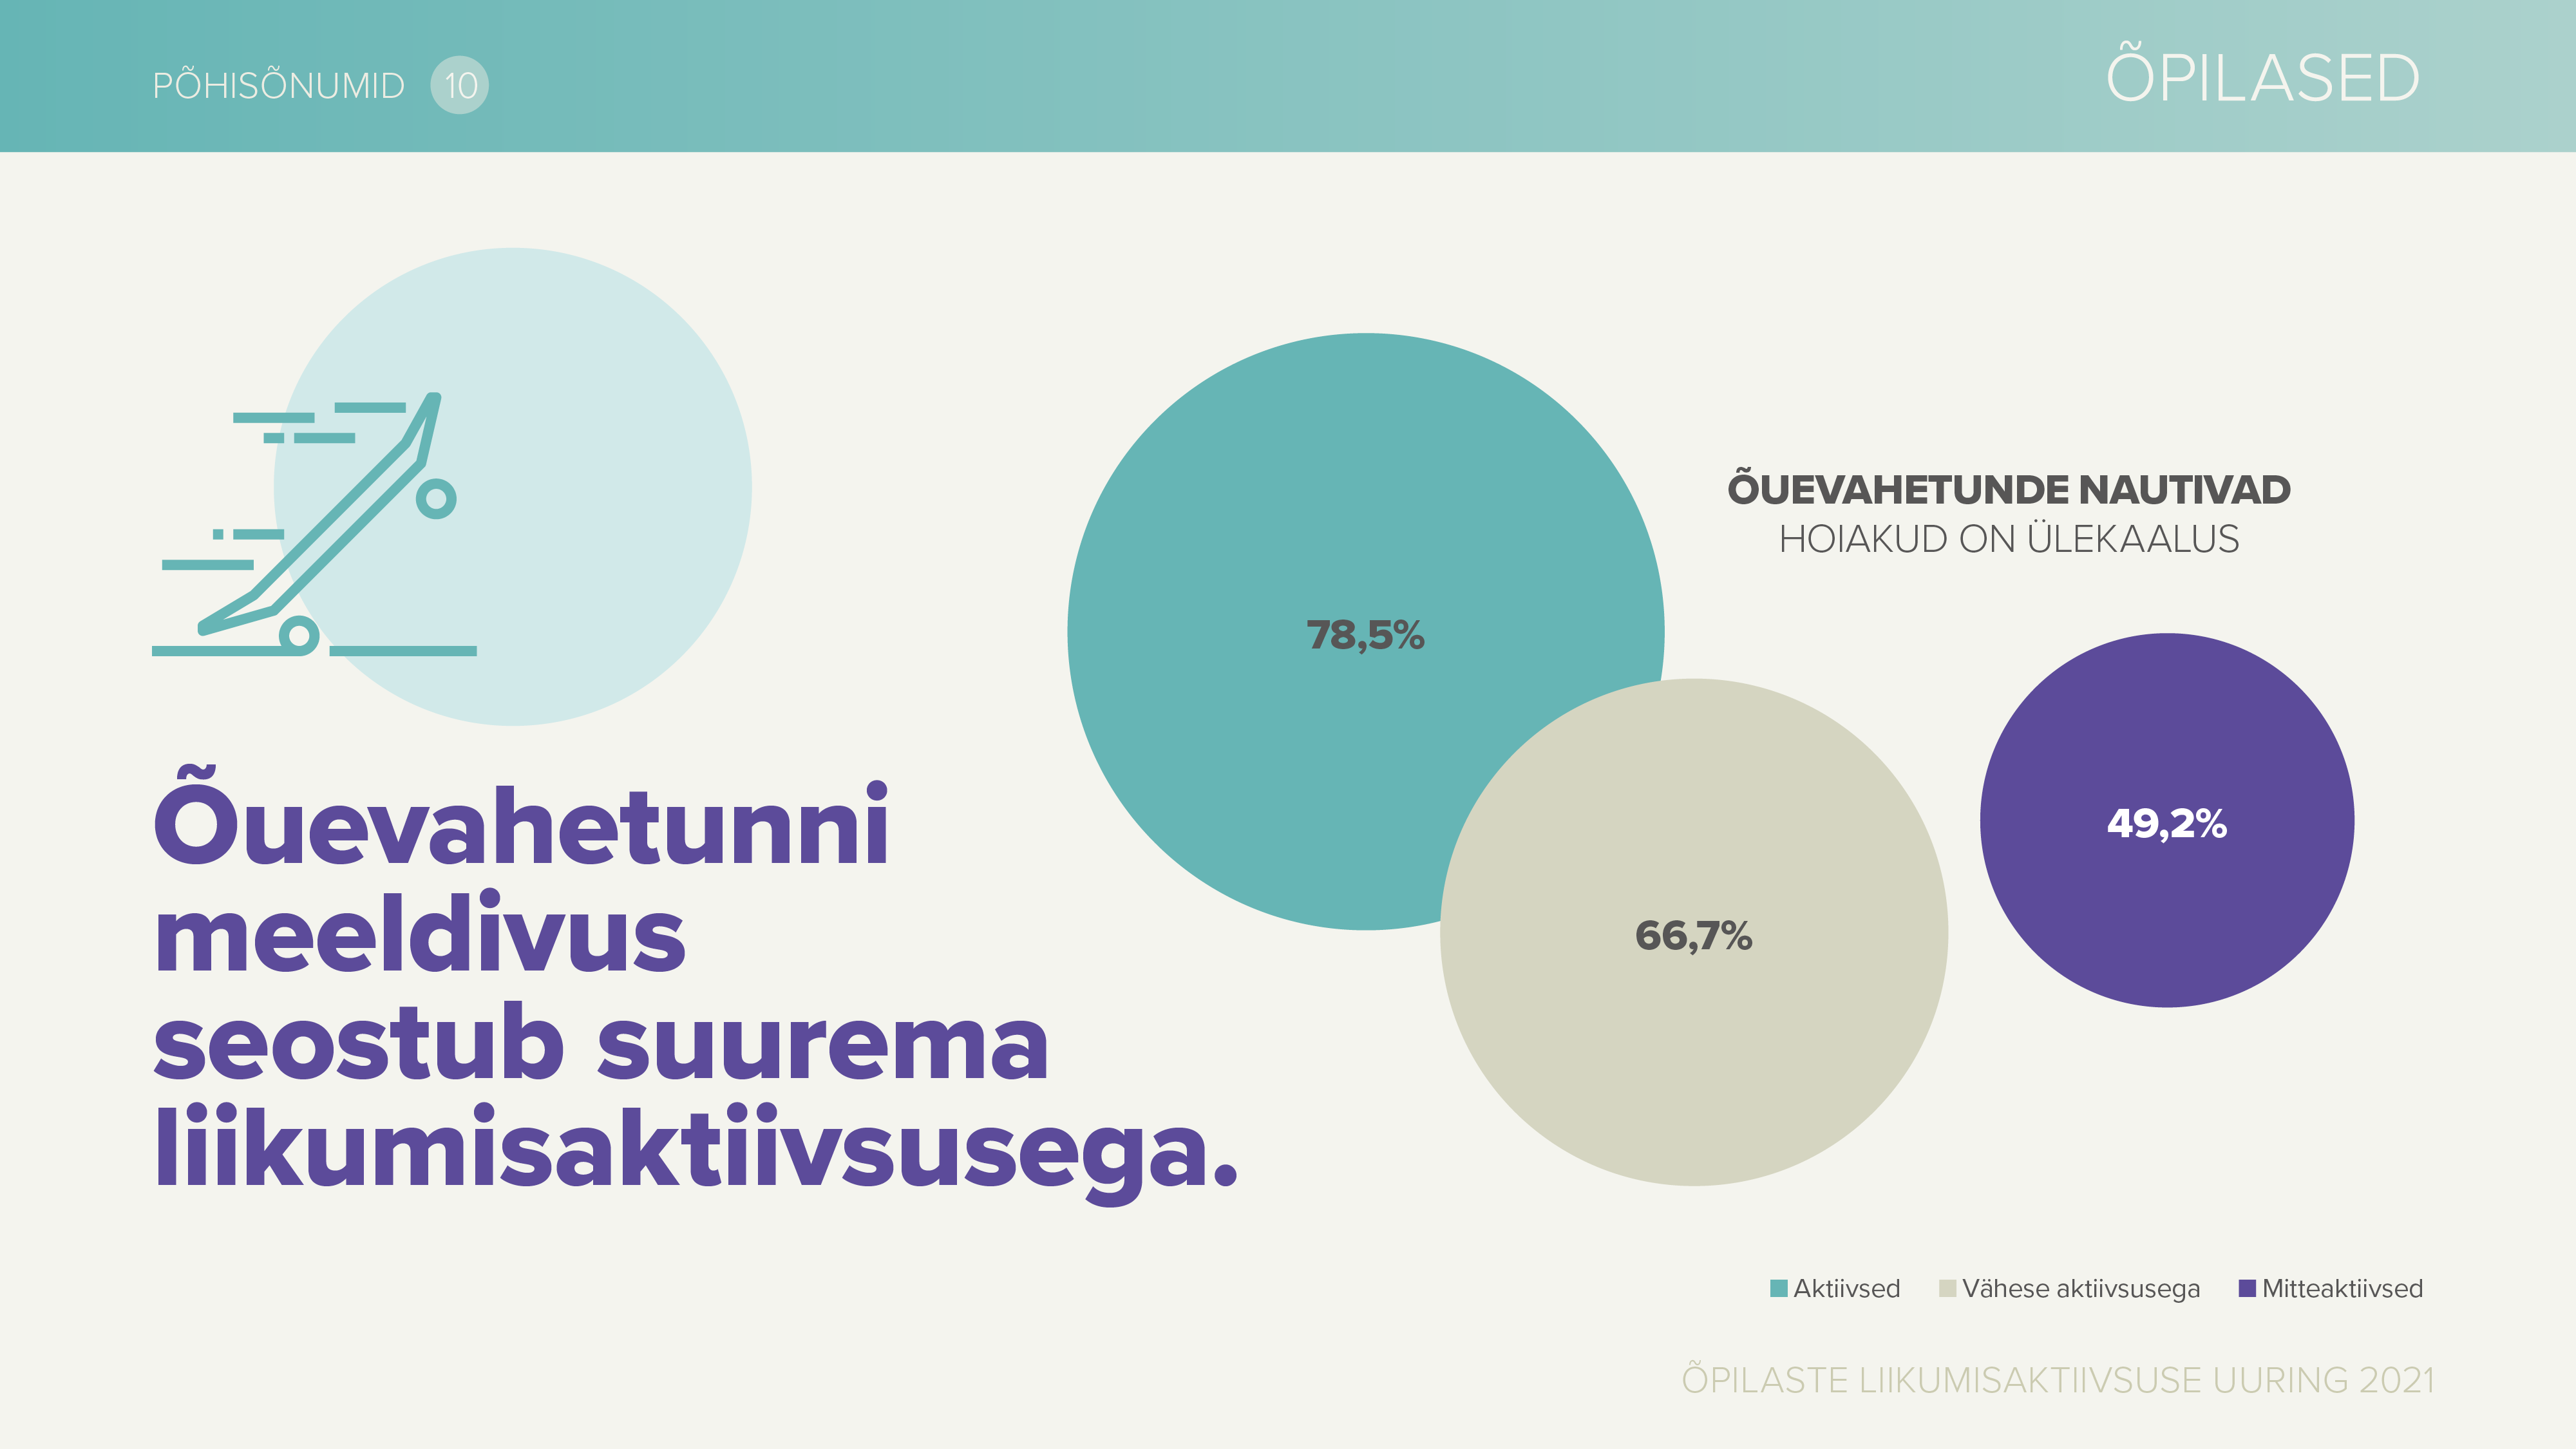 PÕHISÕNUMID 10
ÕPILASED
Õuevahetunni
meeldivus
seostub suurema
liikumisaktiivsusega.
ÕUEVAHETUNDE NAUTIVAD
HOIAKUD ON ÜLEKAALUS
78,5%
66,7%
49,2%
Aktiivsed Vähese aktiivsusega Mitteaktiivsed
ÕPILASTE LIIKUMISAKTIIVSUSE UURING 2021